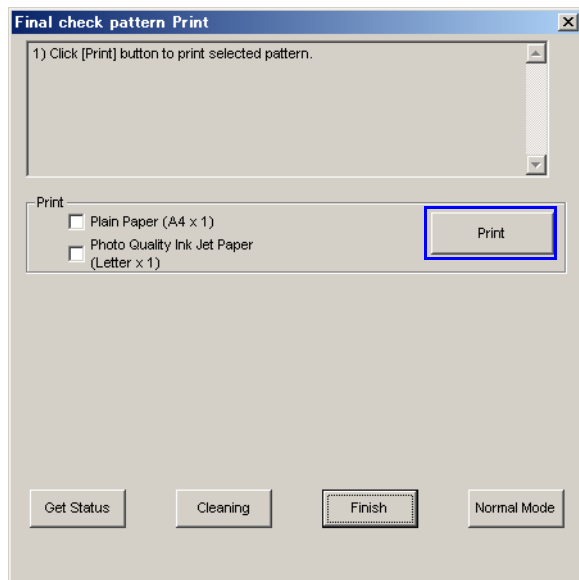 Final check pattern Print
1) Click [Print] button to print selected pattern.
Print
Plain Paper (A4 x 1)
Print
Photo Quality Ink Jet Paper
(Letter x 1)
Get Status
Cleaning
Finish
Normal Mode